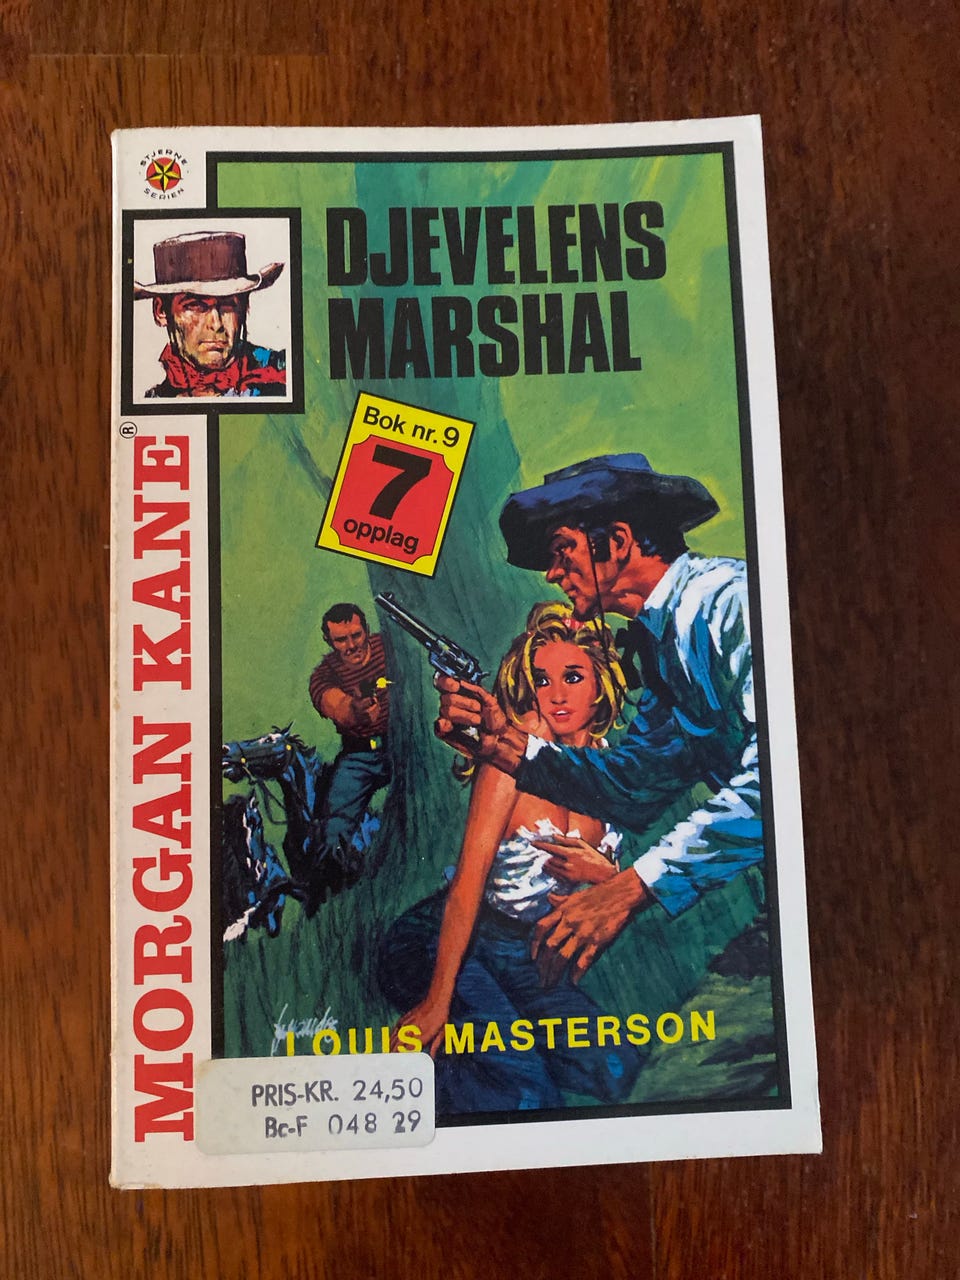 STJERNE
SERIEN
DJEVELENS
MARSHAL
Bok nr. 9
7
opplag
MORGAN KANE®
LOUIS MASTERSON
PRIS-KR. 24,50
Bc-F 048 29